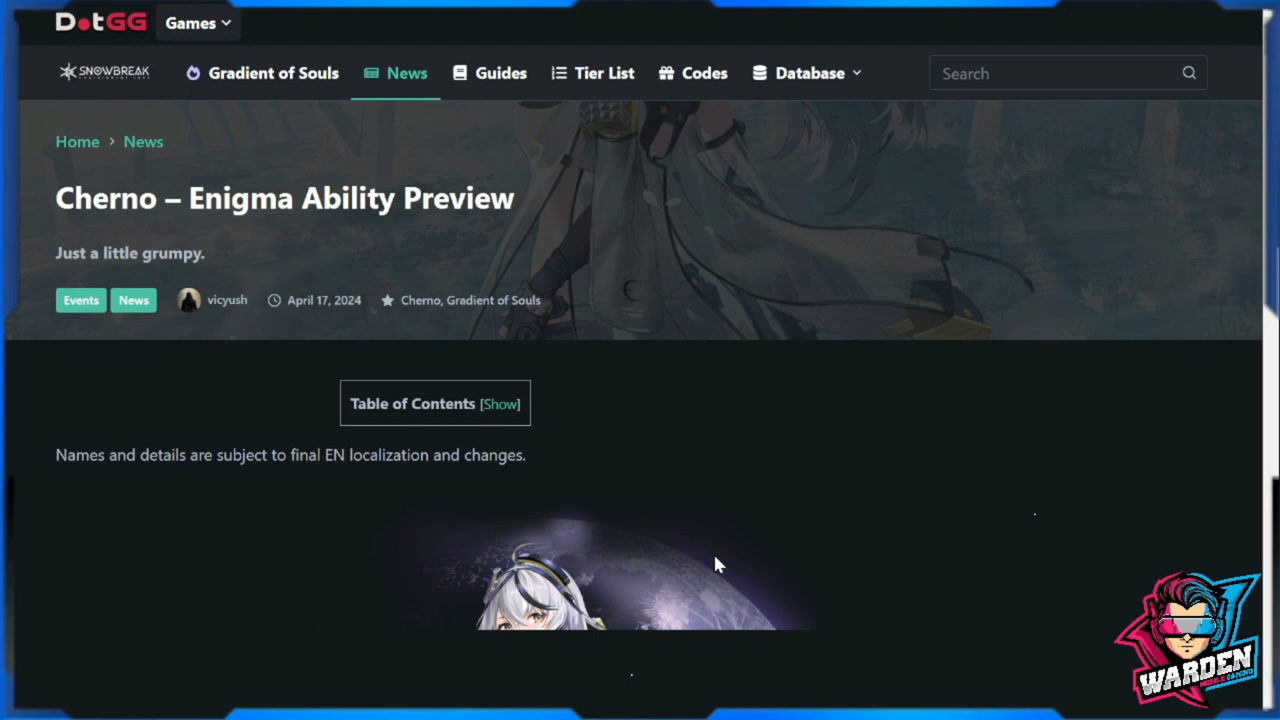 DotGG Games
SNOWBREAK Gradient of Souls News Guides Tier List Codes Database Search
Home > News
Cherno – Enigma Ability Preview
Just a little grumpy.
Events News vicyush April 17, 2024 Cherno, Gradient of Souls
Table of Contents [Show]
Names and details are subject to final EN localization and changes.
WARDEN
MOBILE GAMING